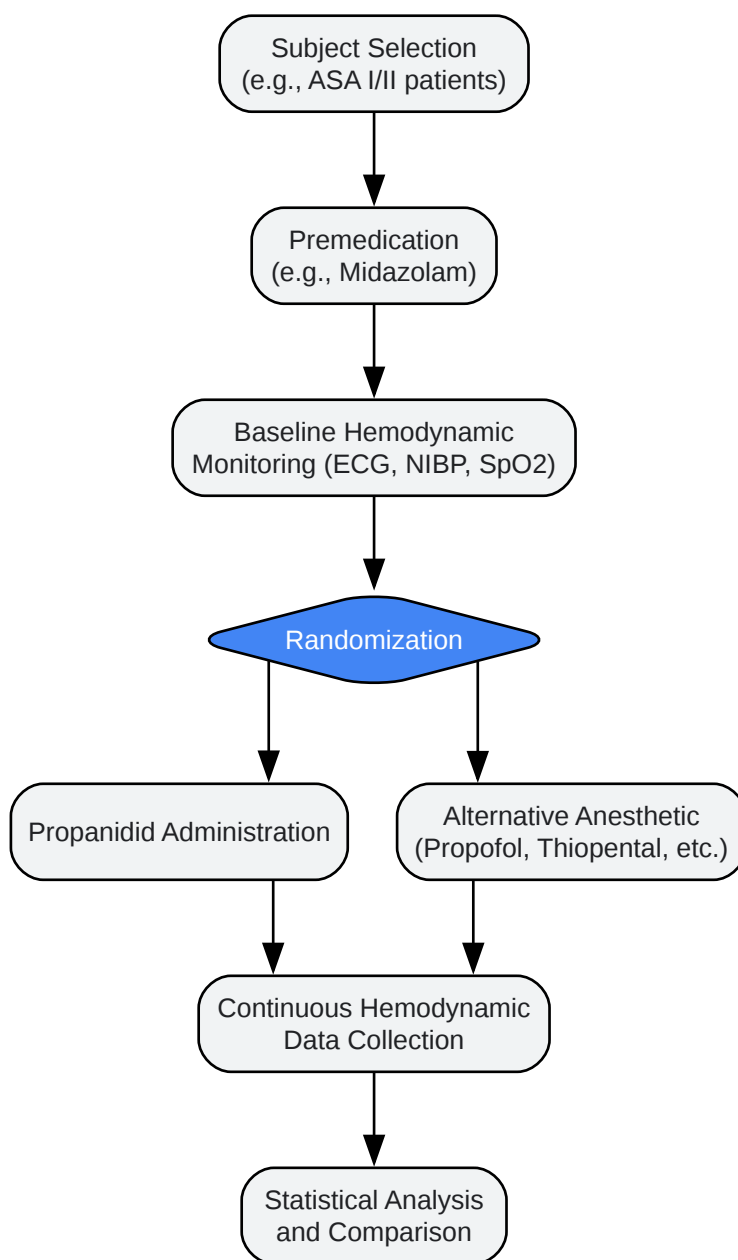 Subject Selection
(e.g., ASA I/II patients)
Premedication
(e.g., Midazolam)
Baseline Hemodynamic
Monitoring (ECG, NIBP, SpO2)
Randomization
Propanidid Administration
Alternative Anesthetic
(Propofol, Thiopental, etc.)
Continuous Hemodynamic
Data Collection
Statistical Analysis
and Comparison